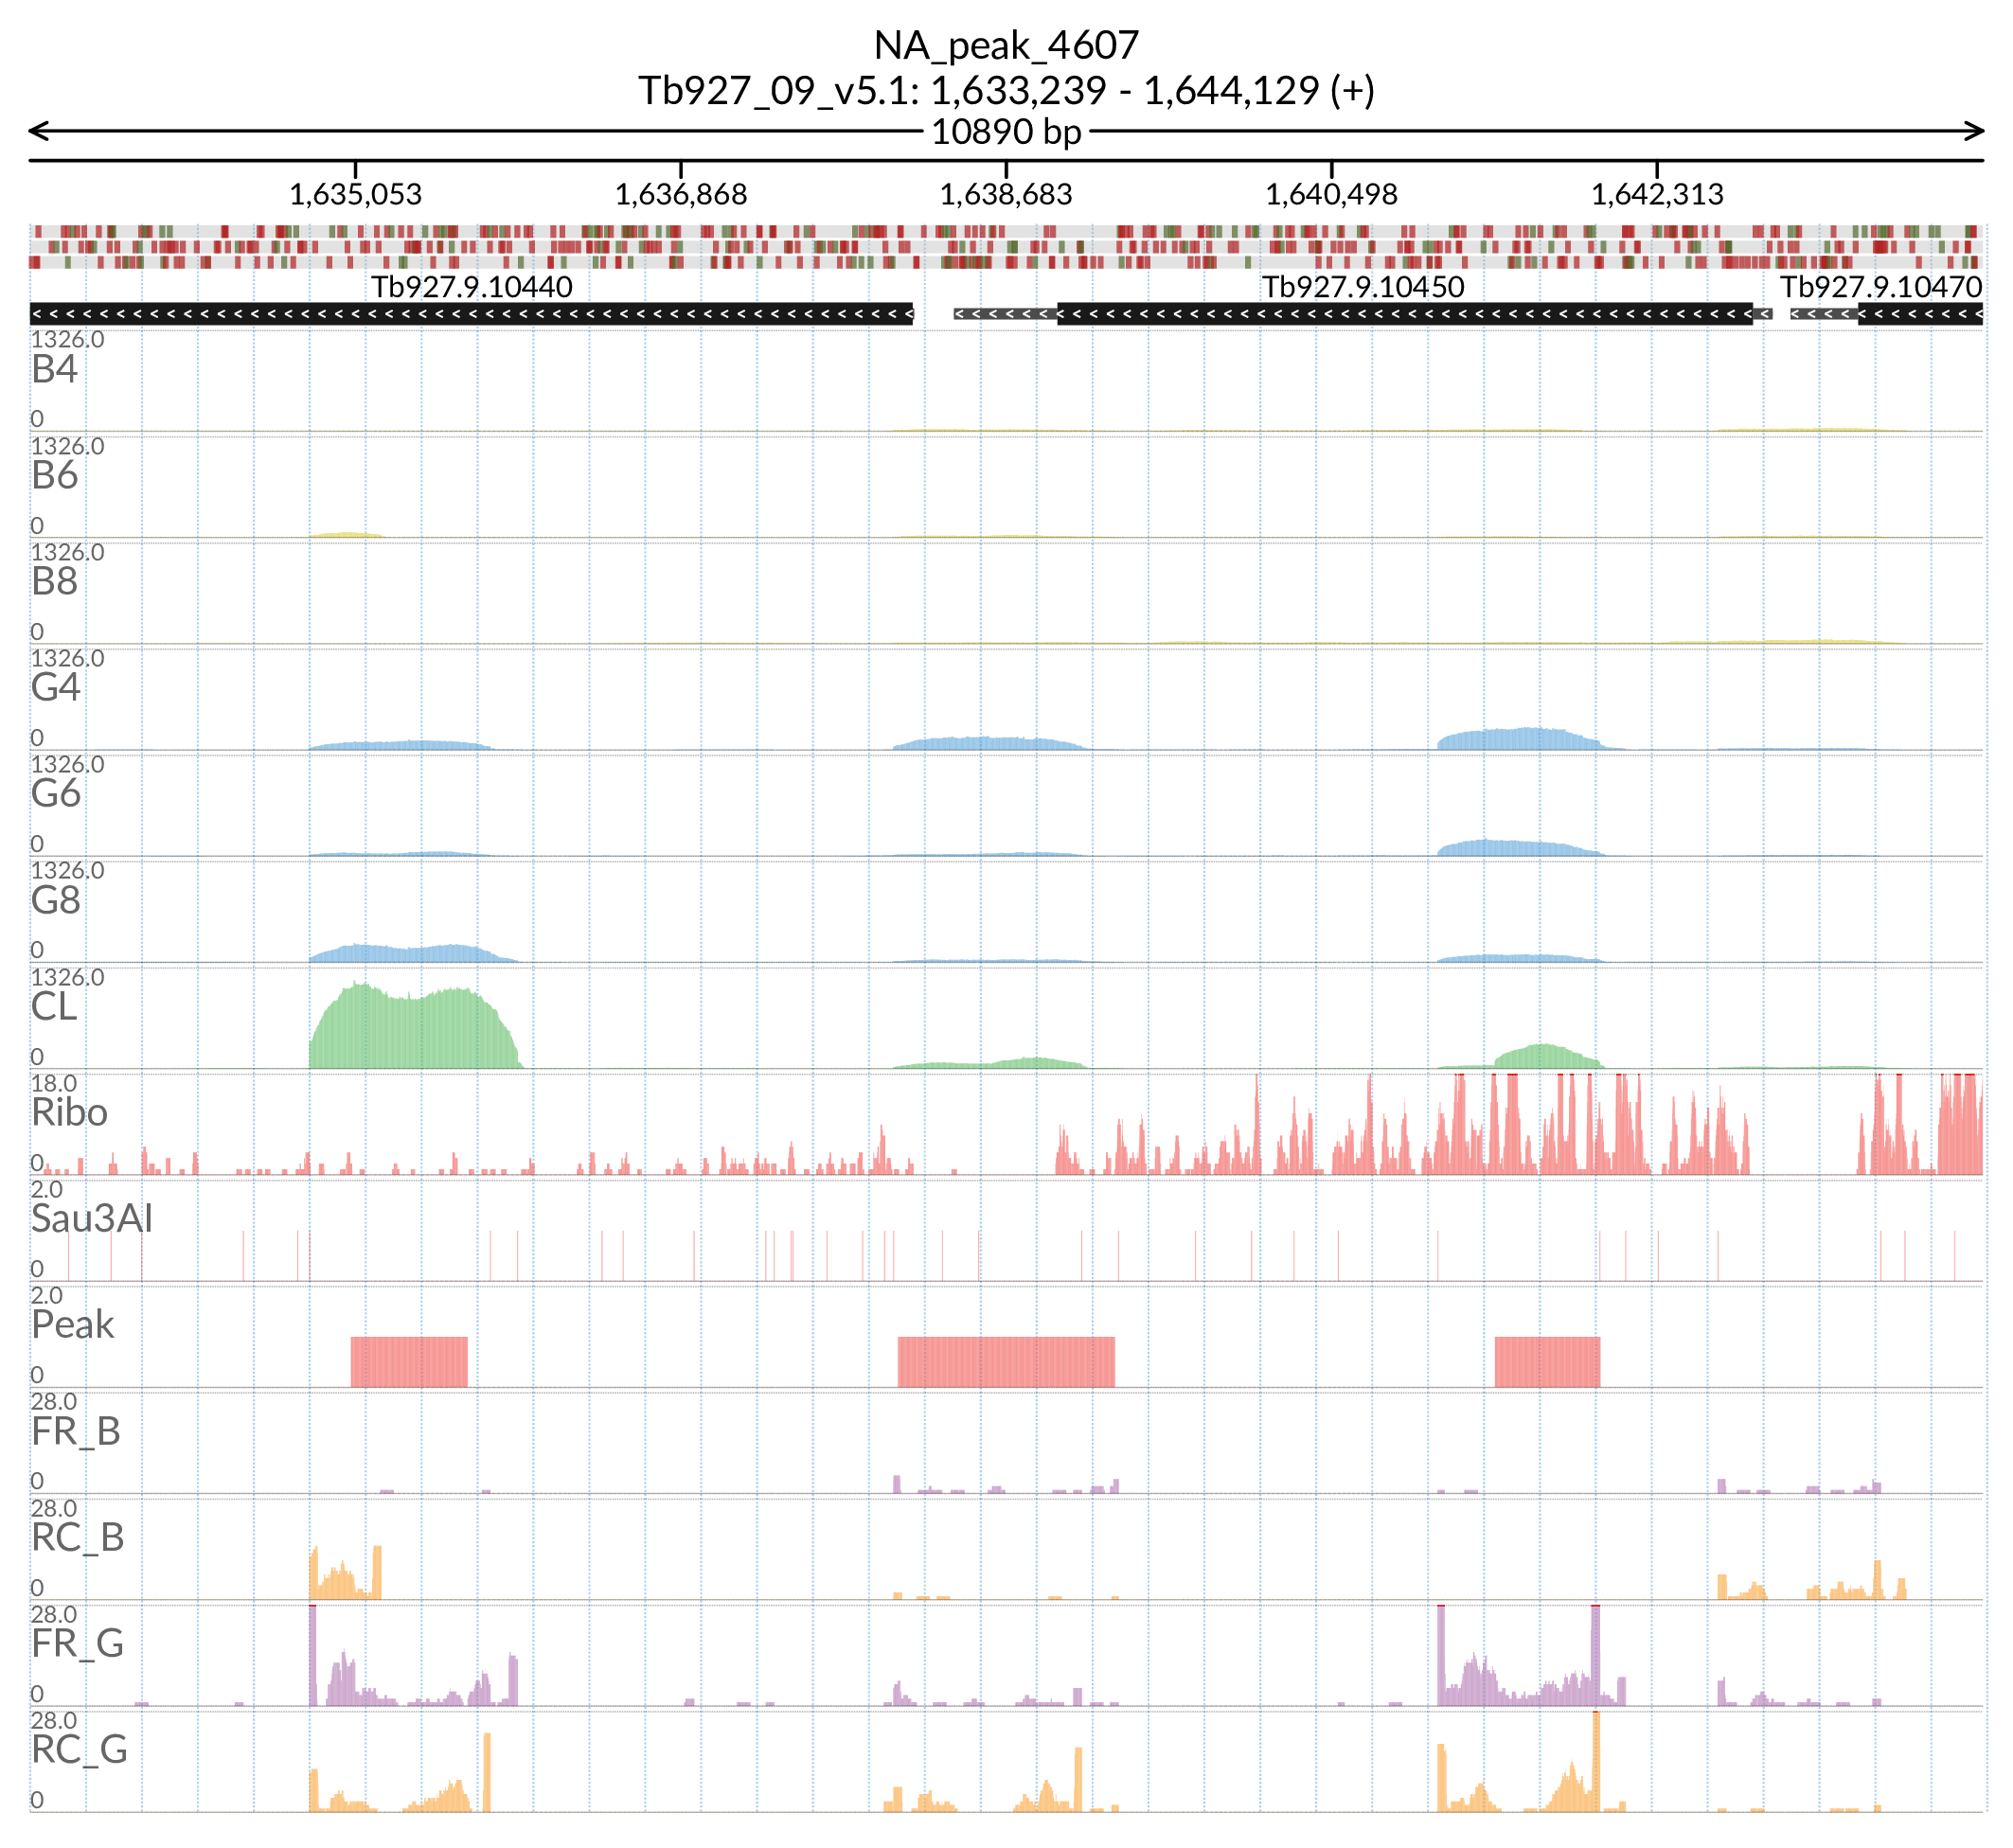 NA_peak_4607
Tb927_09_v5.1: 1,633,239 - 1,644,129 (+)
10890 bp
1,635,053 1,636,868 1,638,683 1,640,498 1,642,313
Tb927.9.10440 Tb927.9.10450 Tb927.9.10470
1326.0
B4
0
1326.0
B6
0
1326.0
B8
0
1326.0
G4
0
1326.0
G6
0
1326.0
G8
0
1326.0
CL
0
18.0
Ribo
0
2.0
Sau3AI
0
2.0
Peak
0
28.0
FR_B
0
28.0
RC_B
0
28.0
FR_G
0
28.0
RC_G
0